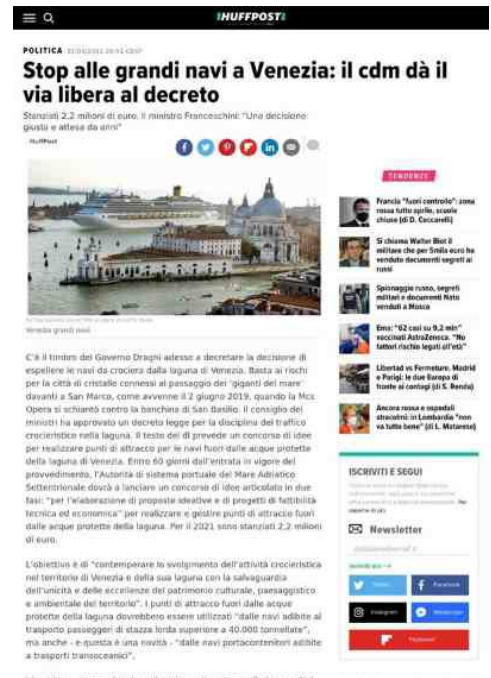 IHUFFPOSTI
POLITICA
Stop alle grandi navi a Venezia: il cdm dà il
via libera al decreto
Stanziati 2,2 milioni di euro. Il ministro Franceschini: "Una decisione
giusta e attesa da anni"
HuffPost
Venezia grandi navi
C'è il timbro del Governo Draghi adesso a decretare la decisione di
espellere le navi da crociera dalla laguna di Venezia. Basta ai rischi
per la città di cristallo connessi al passaggio dei 'giganti del mare'
davanti a San Marco, come avvenne il 2 giugno 2019, quando la Mcs
Opera si schiantò contro la banchina di San Basilio. Il consiglio dei
ministri ha approvato un decreto legge per la disciplina del traffico
crocieristico nella laguna. Il testo del dl prevede un concorso di idee
per realizzare punti di attracco per le navi fuori dalle acque protette
della laguna di Venezia. Entro 60 giorni dall'entrata in vigore del
provvedimento, l'Autorità di sistema portuale del Mare Adriatico
Settentrionale dovrà a lanciare un concorso di idee articolato in due
fasi: "per l'elaborazione di proposte ideative e di progetti di fattibilità
tecnica ed economica" per realizzare e gestire punti di attracco fuori
dalle acque protette della laguna. Per il 2021 sono stanziati 2,2 milioni
di euro.
L'obiettivo è di "contemperare lo svolgimento dell'attività crocieristica
nel territorio di Venezia e della sua laguna con la salvaguardia
dell'unicità e delle eccellenze del patrimonio culturale, paesaggistico
e ambientale del territorio". I punti di attracco fuori dalle acque
protette della laguna dovrebbero essere utilizzati "dalle navi adibite al
trasporto passeggeri di stazza lorda superiore a 40.000 tonnellate",
ma anche - e questa è una novità - "dalle navi portacontenitori adibite
a trasporti transoceanici".
TENDENZE
Francia "fuori controllo": zona
rossa tutto aprile, scuole
chiuse (di D. Ceccarelli)
Si chiama Walter Biot il
militare che per 5mila euro ha
venduto documenti segreti ai
russi
Spionaggio russo, segreti
militari e documenti Nato
venduti a Mosca
Ema: "62 casi su 9,2 mln"
vaccinati AstraZeneca. "No
fattori rischio legati all'età"
Libertad vs Fermeture. Madrid
e Parigi: le due Europa di
fronte ai contagi (di S. Renda)
Ancora rossa e ospedali
stracolmi: in Lombardia "non
va tutto bene" (di L. Matarese)
ISCRIVITI E SEGUI
Newsletter
Twitter
Facebook
Instagram
Messenger
Flipboard